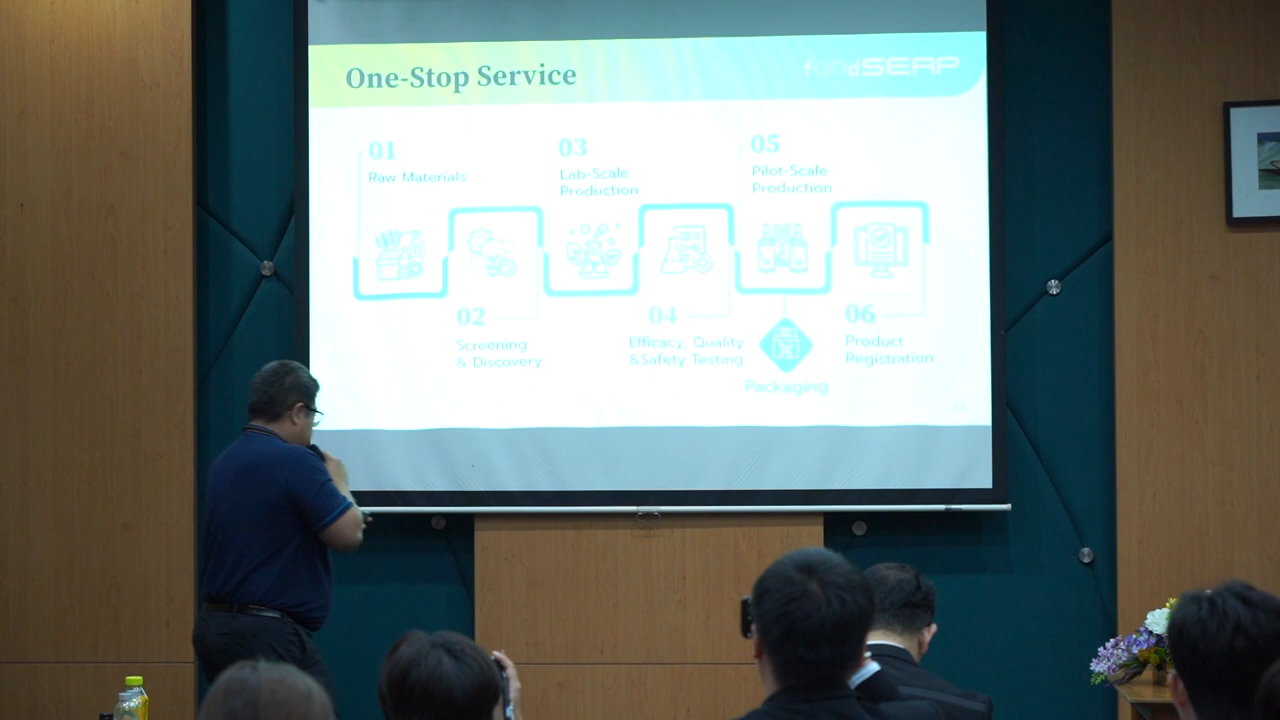 One-Stop Service
foodSERP
01
Raw Materials
02
Screening
& Discovery
03
Lab-Scale
Production
04
Efficacy, Quality
&Safety Testing
05
Pilot-Scale
Production
Packaging
06
Product
Registration